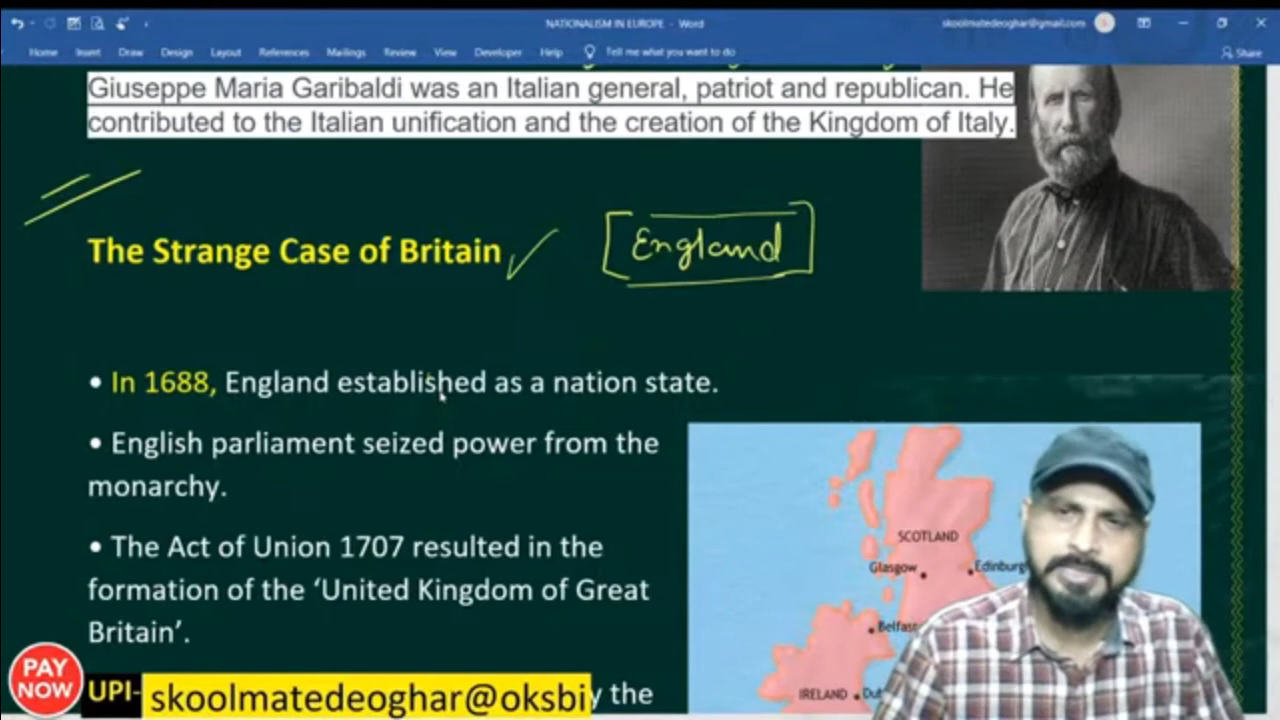 NATIONALISM IN EUROPE - Word
skoolmatedeoghar@gmail.com
Home Insert Draw Design Layout References Mailings Review View Developer Help Tell me what you want to do Share
Giuseppe Maria Garibaldi was an Italian general, patriot and republican. He
contributed to the Italian unification and the creation of the Kingdom of Italy.
The Strange Case of Britain
[England]
• In 1688, England established as a nation state.
• English parliament seized power from the
monarchy.
• The Act of Union 1707 resulted in the
formation of the ‘United Kingdom of Great
Britain’.
SCOTLAND
Glasgow
Edinburgh
Belfast
IRELAND
PAY
NOW
UPI- skoolmatedeoghar@oksbi
the